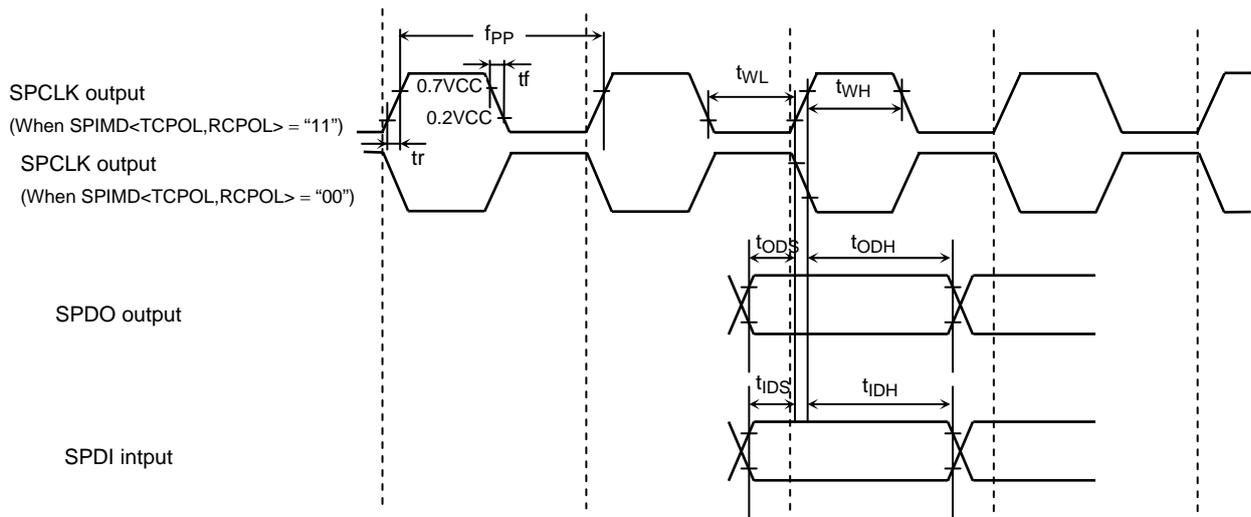 fPP
tf
0.7VCC
tWL
tWH
SPCLK output
0.2VCC
(When SPIMD<TCPOL,RCPOL> = “11”)
tr
SPCLK output
(When SPIMD<TCPOL,RCPOL> = “00”)
tODS
tODH
SPDO output
tIDS
tIDH
SPDI intput